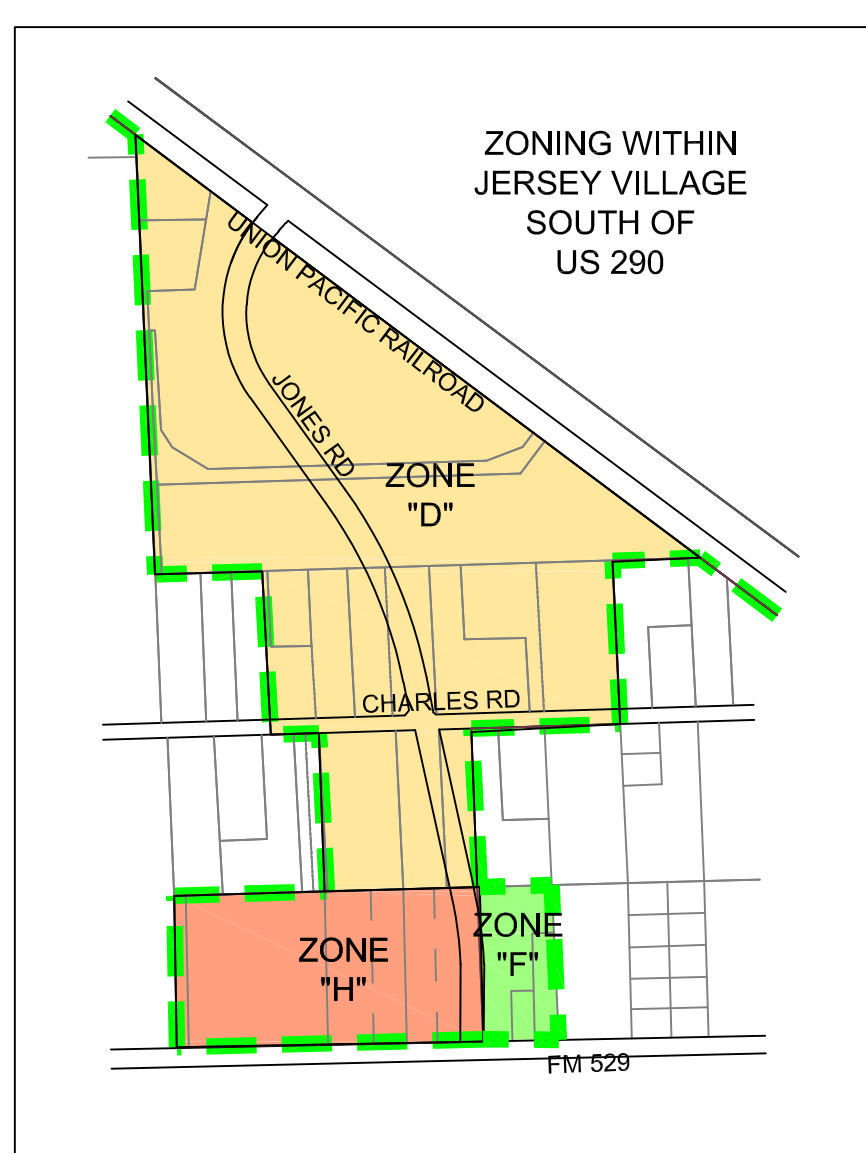 ZONING WITHIN
JERSEY VILLAGE
SOUTH OF
US 290
UNION PACIFIC RAILROAD
JONES RD
ZONE
"D"
CHARLES RD
ZONE
"F"
ZONE
"H"
FM 529